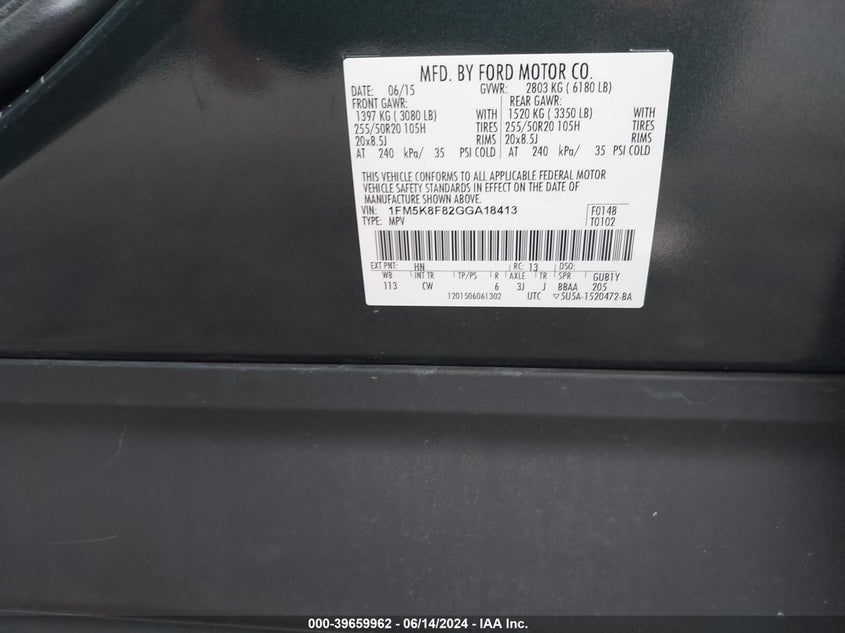 MFD. BY FORD MOTOR CO.
DATE: 06/15 GVWR: 2803 KG ( 6180 LB)
FRONT GAWR: REAR GAWR:
1397 KG ( 3080 LB) WITH 1520 KG ( 3350 LB) WITH
255/50R20 105H TIRES 255/50R20 105H TIRES
20x8.5J RIMS 20x8.5J RIMS
AT 240 kPa/ 35 PSI COLD AT 240 kPa/ 35 PSI COLD
THIS VEHICLE CONFORMS TO ALL APPLICABLE FEDERAL MOTOR
VEHICLE SAFETY STANDARDS IN EFFECT ON THE DATE OF
MANUFACTURE SHOWN ABOVE.
VIN: 1FM5K8F82GGA18413 F0148
TYPE: MPV T0102
EXT PNT: HN RC: 13 DSO:
WB INT TR TP/PS R AXLE TR SPR GUB1Y
113 CW 6 3J J BBAA 205
1201506061302 UTC ▽5U5A-1520472-BA
000-39659962 / 06/14/2024 - IAA Inc.